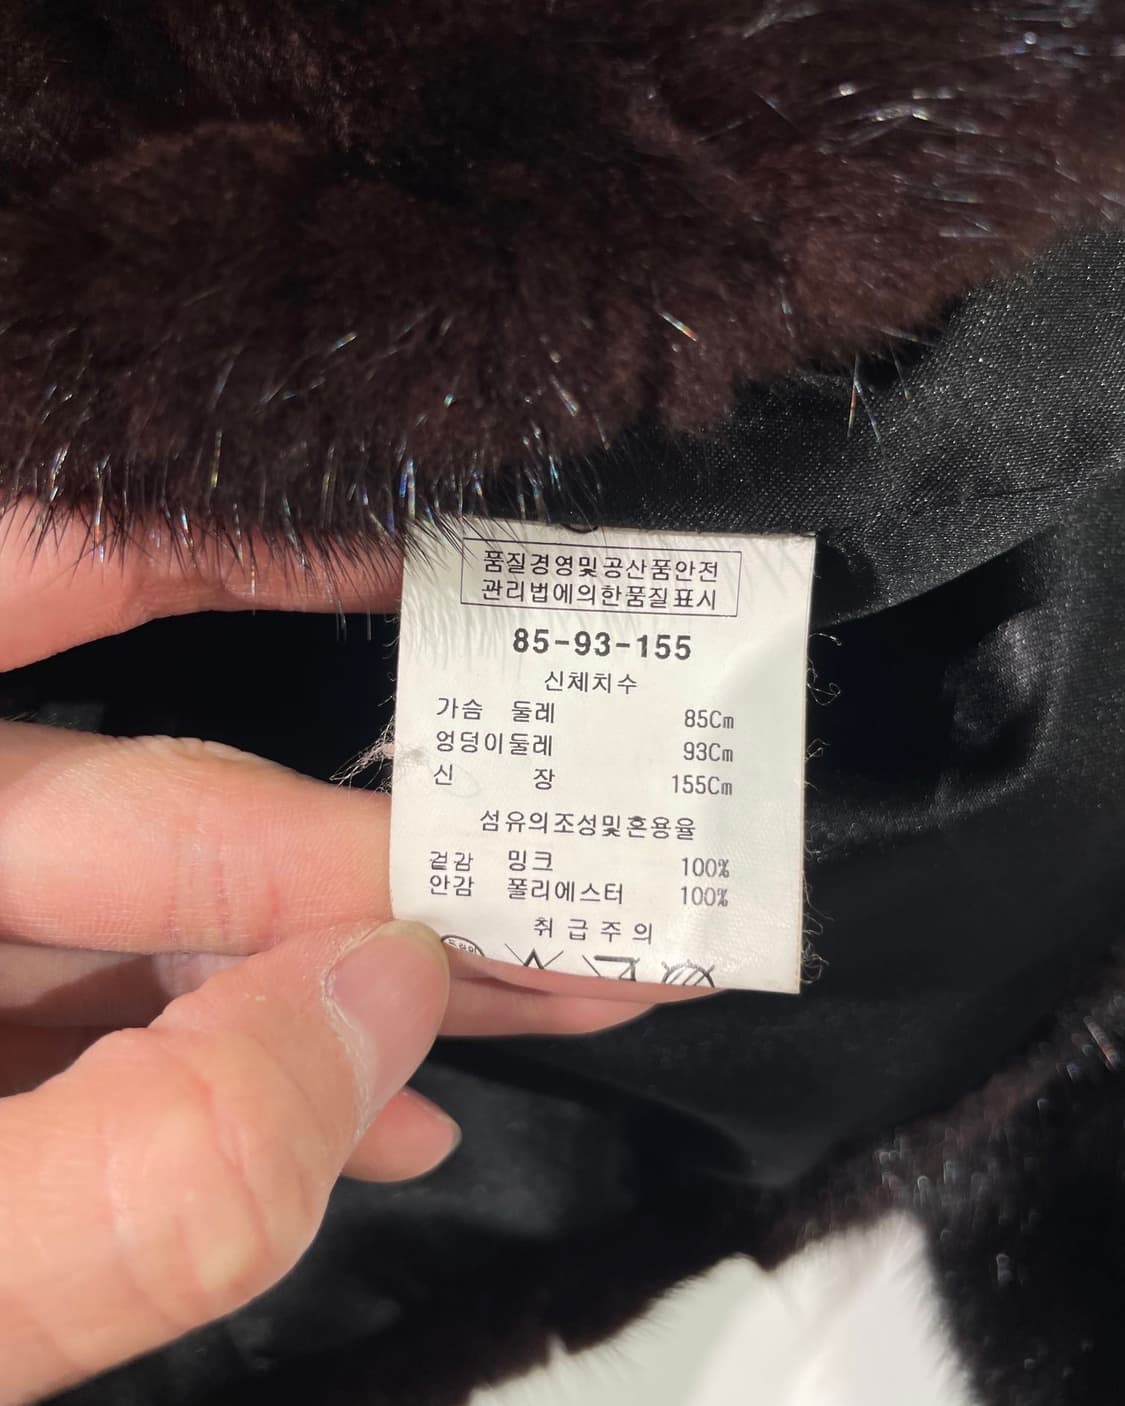 품질경영및공산품안전
관리법에의한품질표시
85-93-155
신체치수
가슴 둘레 85Cm
엉덩이둘레 93Cm
신 장 155Cm
섬유의조성및혼용율
겉감 밍크 100%
안감 폴리에스터 100%
취급주의